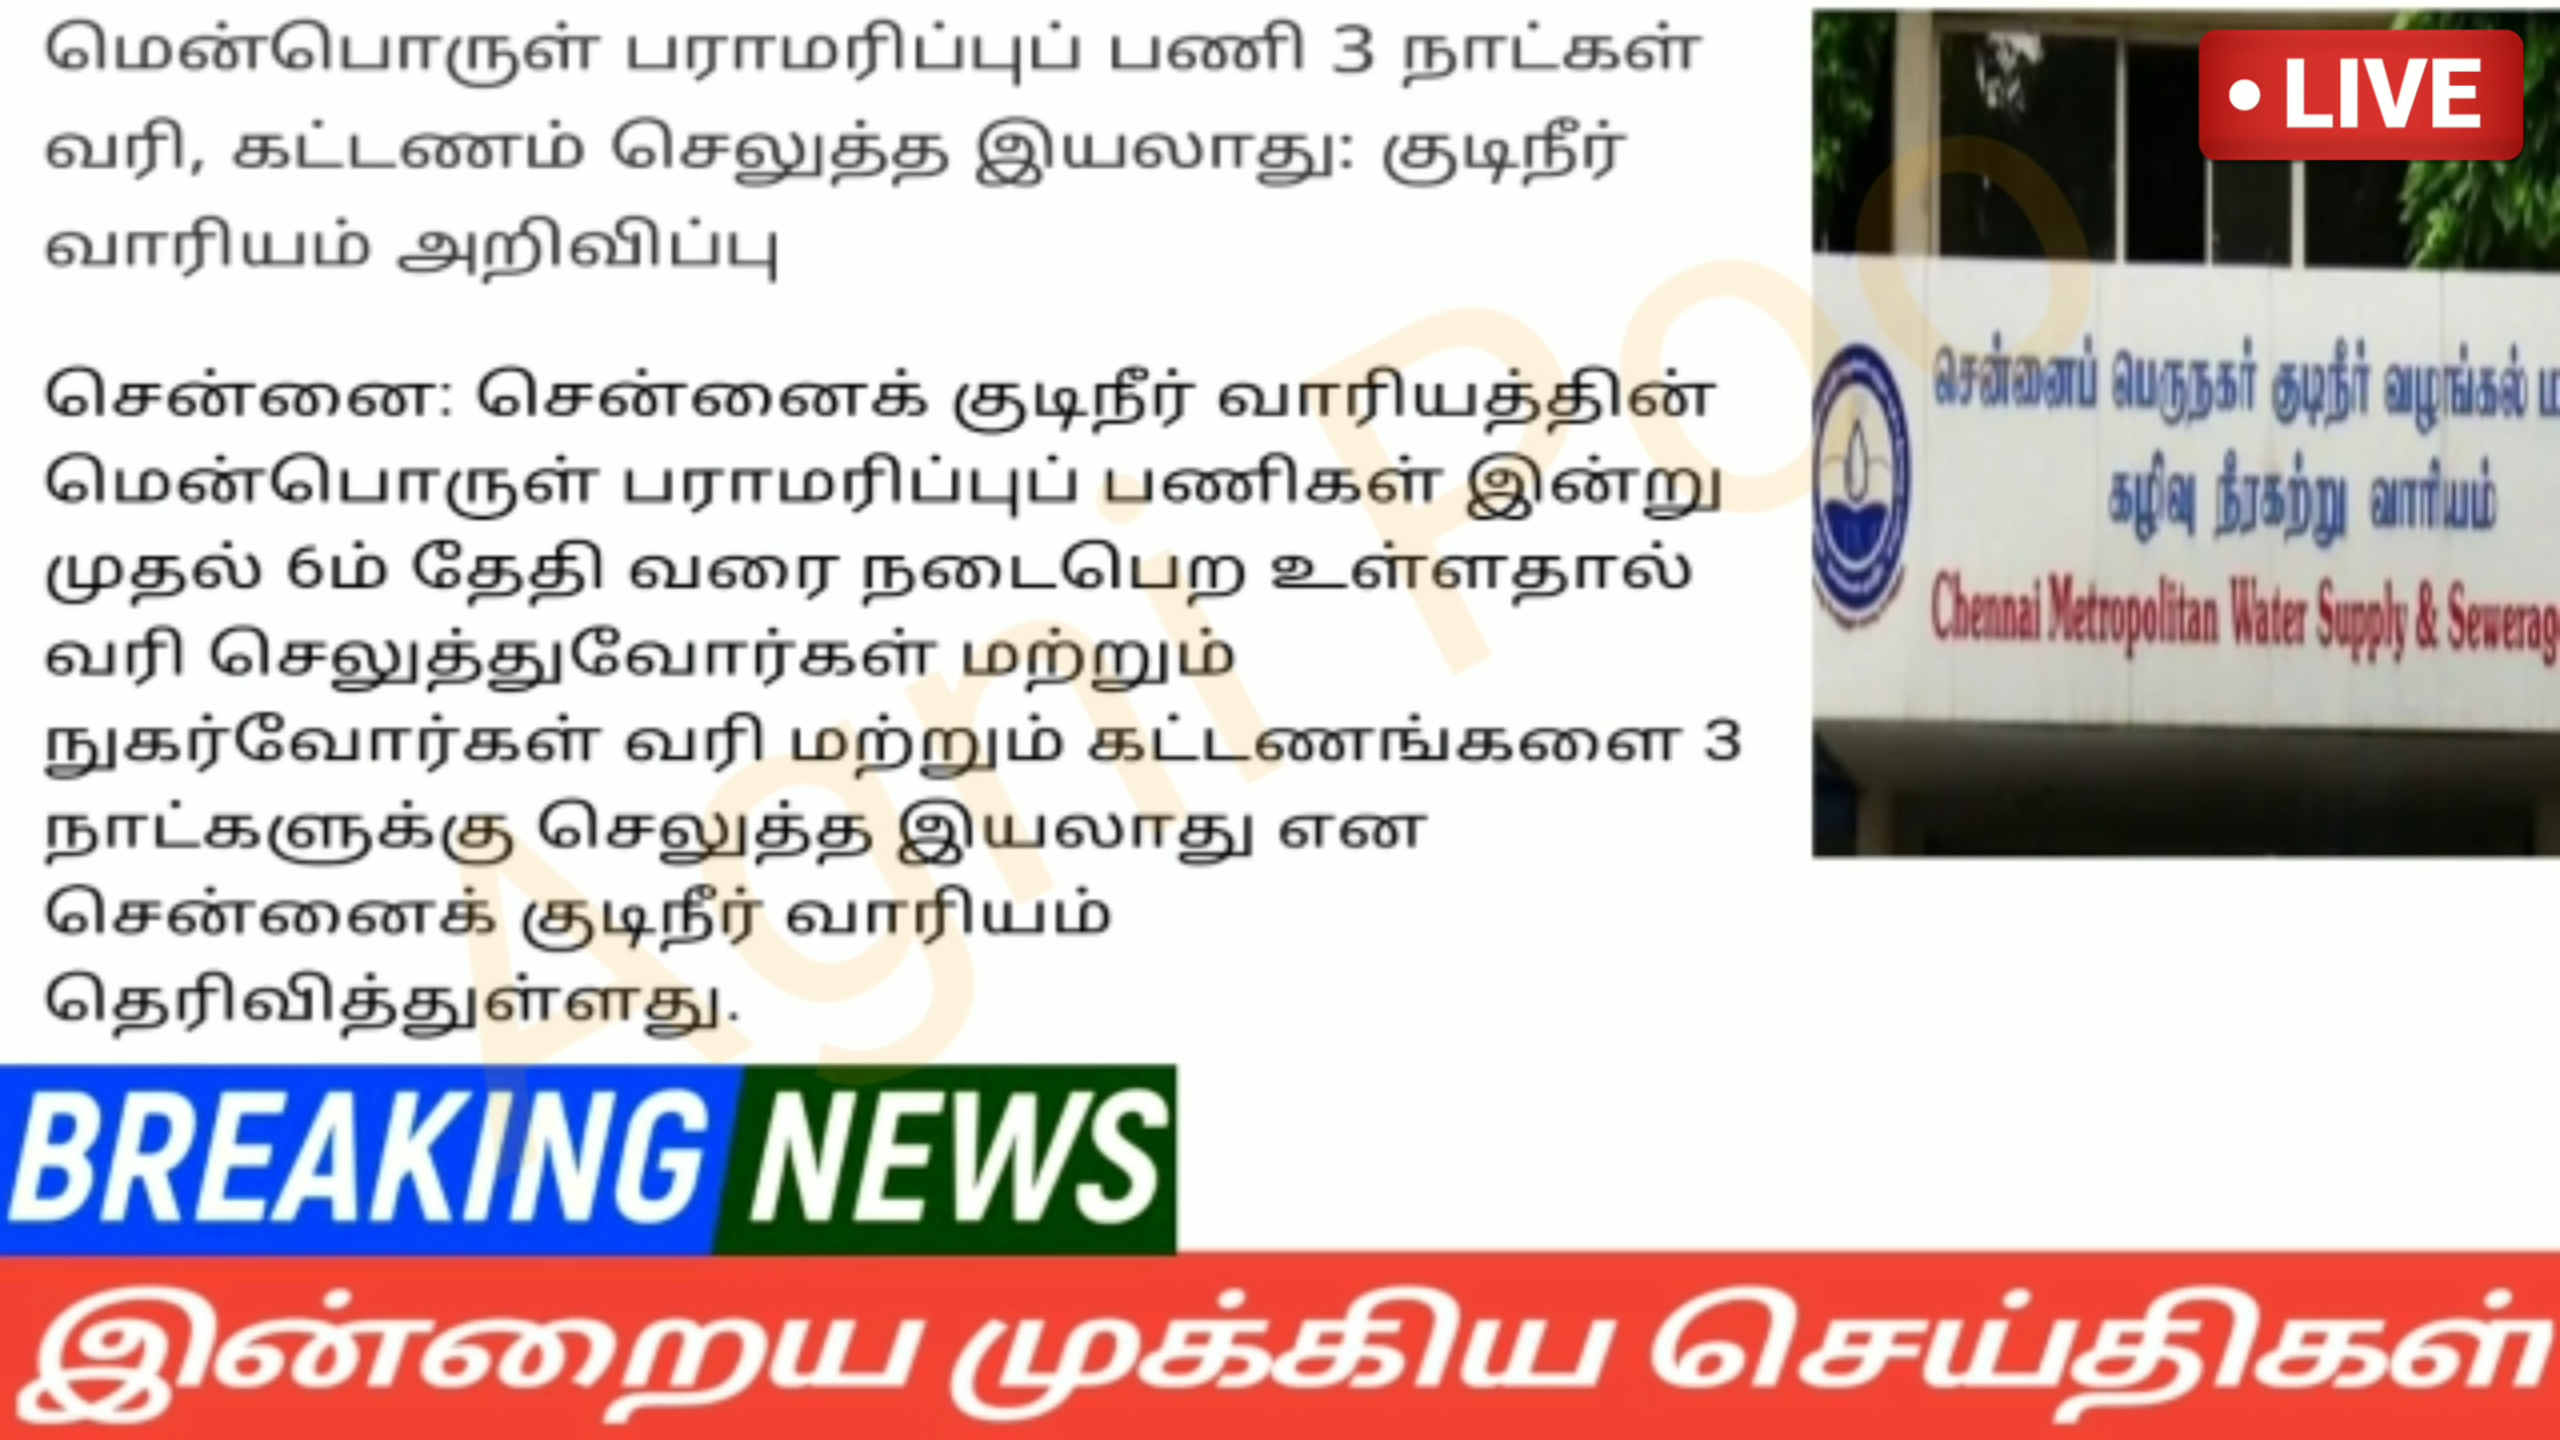 மென்பொருள் பராமரிப்புப் பணி 3 நாட்கள்
வரி, கட்டணம் செலுத்த இயலாது: குடிநீர்
வாரியம் அறிவிப்பு
சென்னை: சென்னைக் குடிநீர் வாரியத்தின்
மென்பொருள் பராமரிப்புப் பணிகள் இன்று
முதல் 6ம் தேதி வரை நடைபெற உள்ளதால்
வரி செலுத்துவோர்கள் மற்றும்
நுகர்வோர்கள் வரி மற்றும் கட்டணங்களை 3
நாட்களுக்கு செலுத்த இயலாது என
சென்னைக் குடிநீர் வாரியம்
தெரிவித்துள்ளது.
• LIVE
சென்னைப் பெருநகர் குடிநீர் வழங்கல் ம
கழிவு நீரகற்று வாரியம்
Chennai Metropolitan Water Supply & Sewerag
Agni Poo
BREAKING NEWS
இன்றைய முக்கிய செய்திகள்